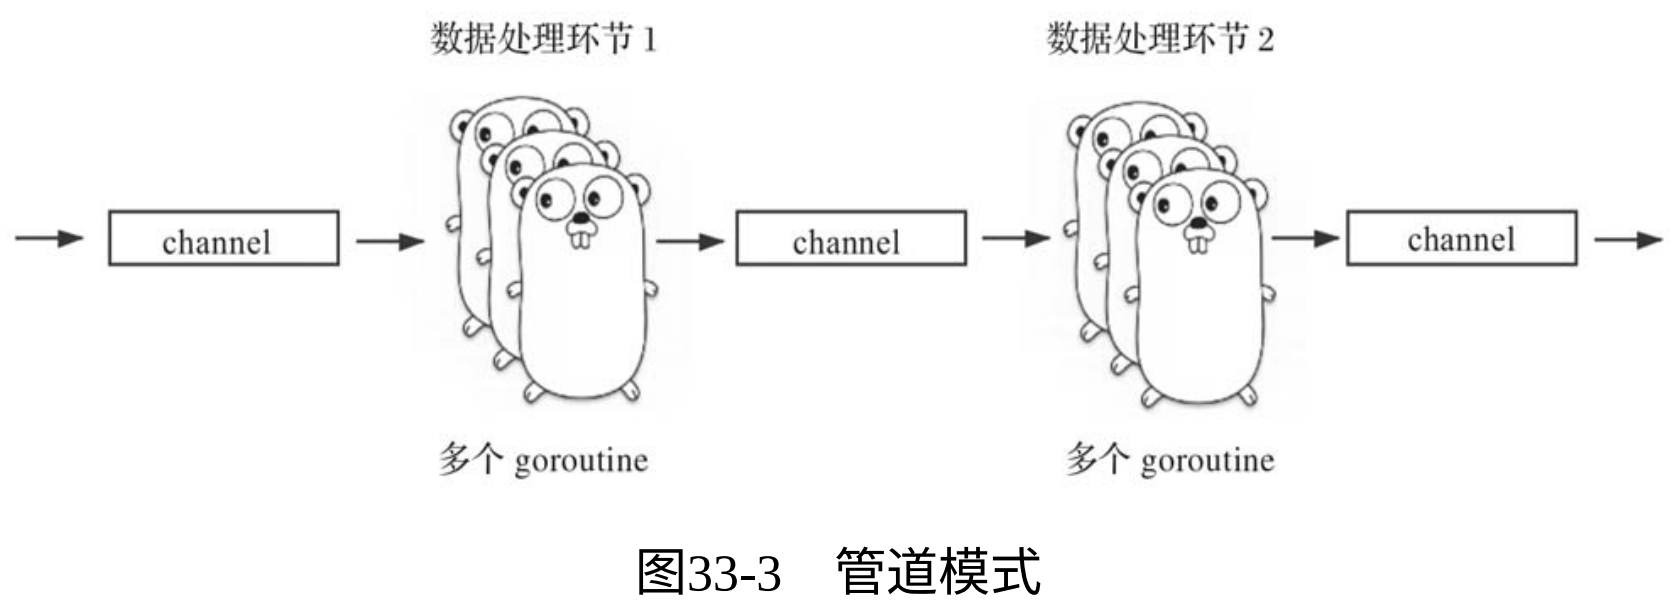 数据处理环节 1
数据处理环节 2
channel
channel
channel
多个 goroutine
多个 goroutine
图33-3 管道模式